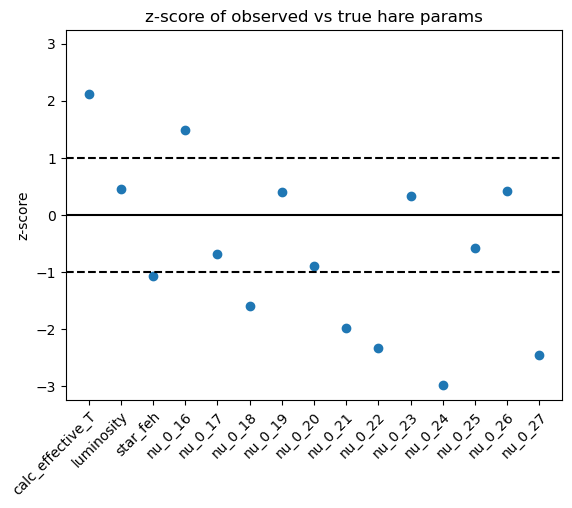 z-score of observed vs true hare params
z-score
3
2
1
0
−1
−2
−3
calc_effective_T
luminosity
star_feh
nu_0_16
nu_0_17
nu_0_18
nu_0_19
nu_0_20
nu_0_21
nu_0_22
nu_0_23
nu_0_24
nu_0_25
nu_0_26
nu_0_27